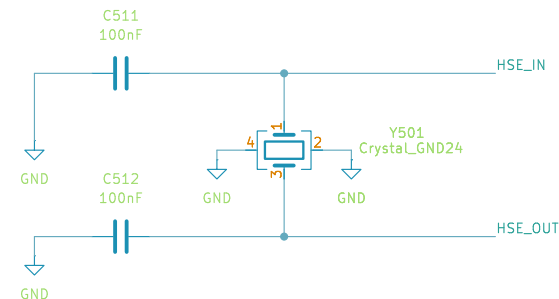 C511
100nF
HSE_IN
1
Y501
4
2
Crystal_GND24
GND
C512
3
100nF
GND
GND
HSE_OUT
GND